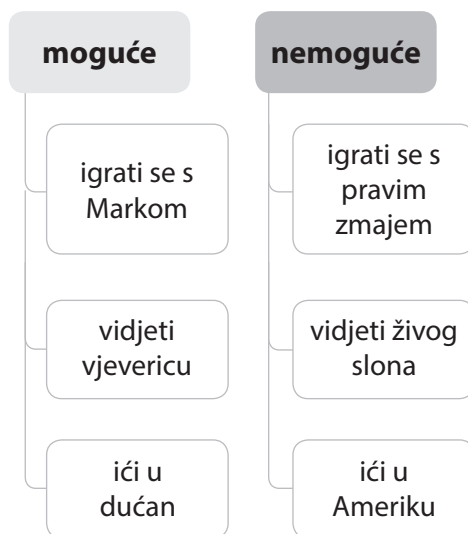 moguće
igrati se s
Markom
vidjeti
vjevericu
ići u
dućan
nemoguće
igrati se s
pravim
zmajem
vidjeti živog
slona
ići u
Ameriku